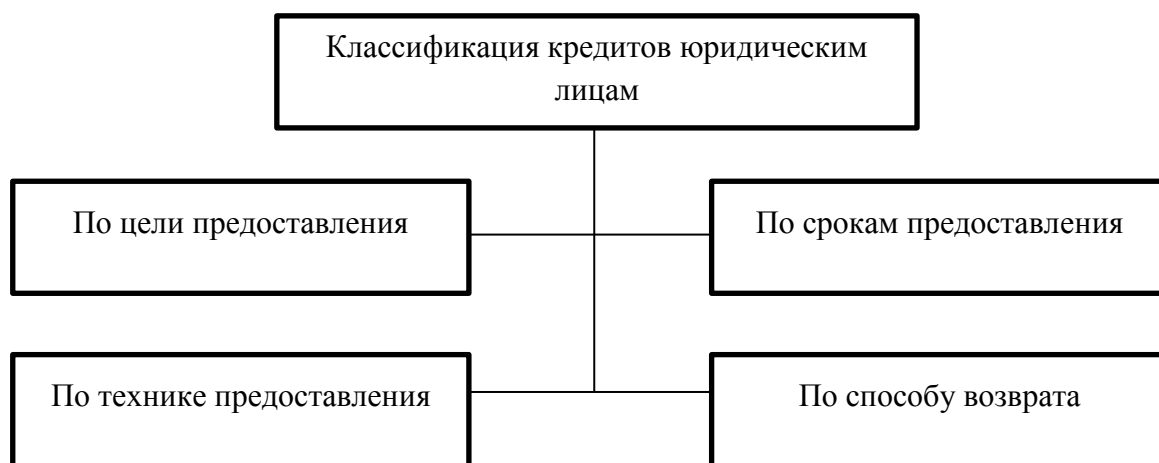 Классификация кредитов юридическим
лицам
По цели предоставления
По срокам предоставления
По технике предоставления
По способу возврата